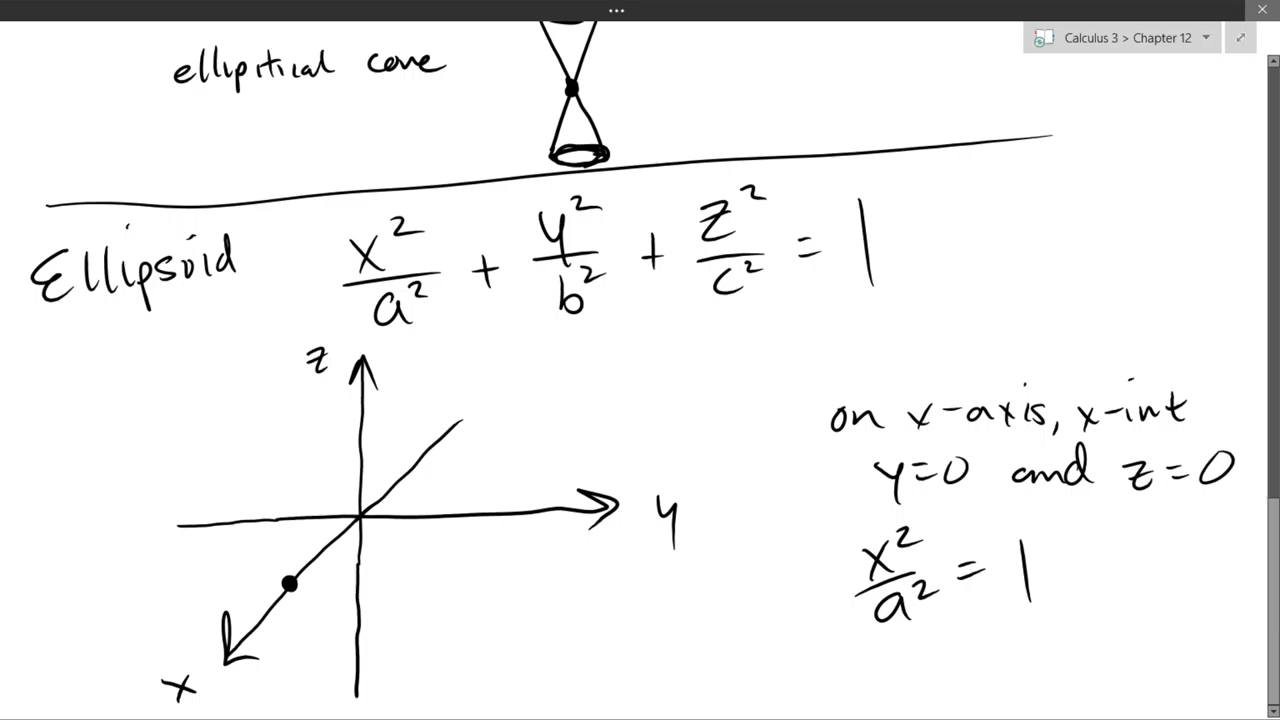 ...
Calculus 3 > Chapter 12
elliptical cone
Ellipsoid x²/a² + y²/b² + z²/c² = 1
z
on x-axis, x-int
y=0 and z=0
y
x²/a² = 1
x